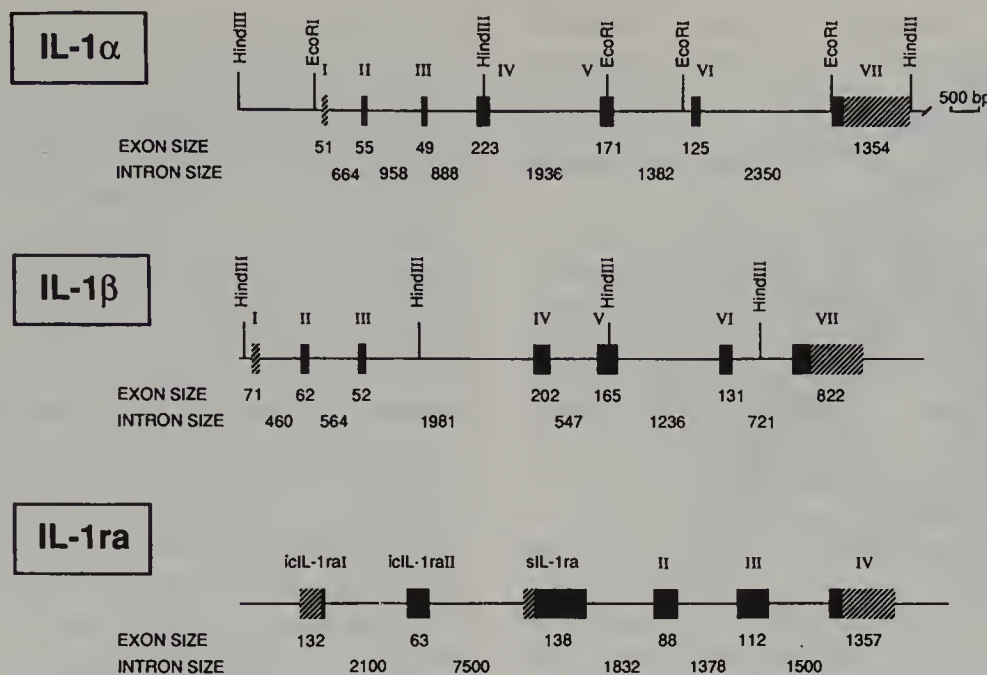 IL-1α
HindIII EcoRI HindIII EcoRI EcoRI EcoRI HindIII
I II III IV V VI VII
500 bp
EXON SIZE 51 55 49 223 171 125 1354
INTRON SIZE 664 958 888 1936 1382 2350
IL-1β
HindIII HindIII HindIII HindIII
I II III IV V VI VII
EXON SIZE 71 62 52 202 165 131 822
INTRON SIZE 460 564 1981 547 1236 721
IL-1ra
icIL-1raI icIL-1raII sIL-1ra II III IV
EXON SIZE 132 63 138 88 112 1357
INTRON SIZE 2100 7500 1832 1378 1500